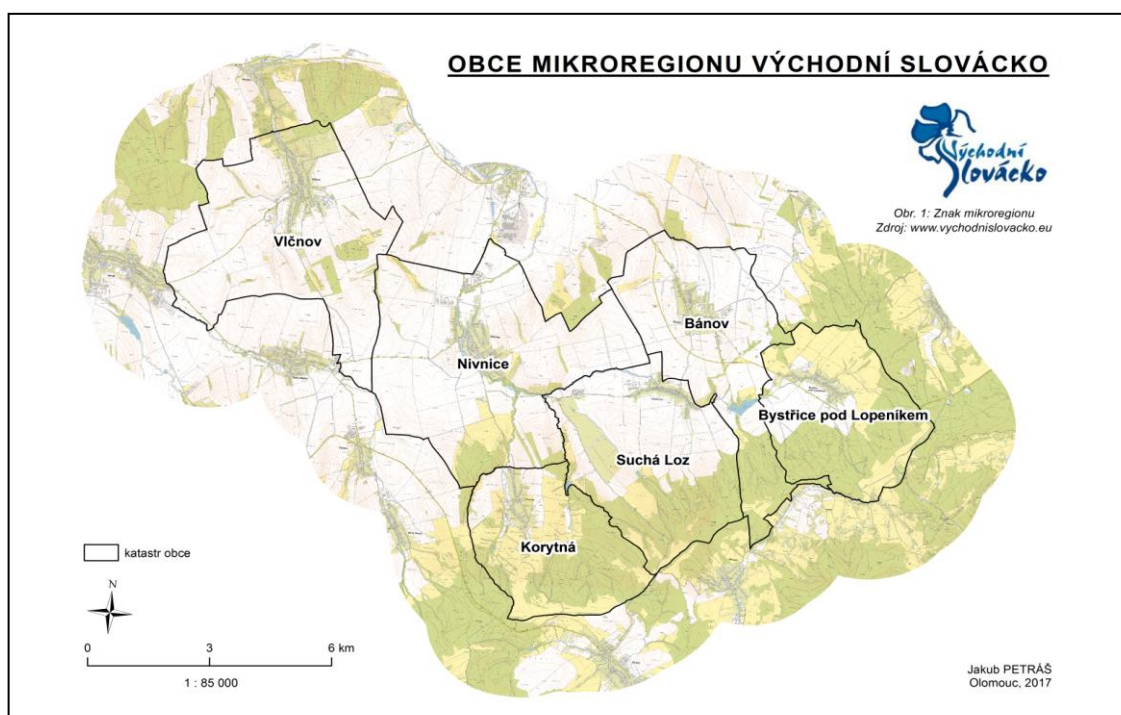 OBCE MIKROREGIONU VÝCHODNÍ SLOVÁCKO
Východní
Slovácko
Obr. 1: Znak mikroregionu
Zdroj: www.vychodnislovacko.eu
Vlčnov
Bánov
Nivnice
Bystřice pod Lopeníkem
Suchá Loz
Korytná
katastr obce
N
0 3 6 km
1 : 85 000
Jakub PETRÁŠ
Olomouc, 2017